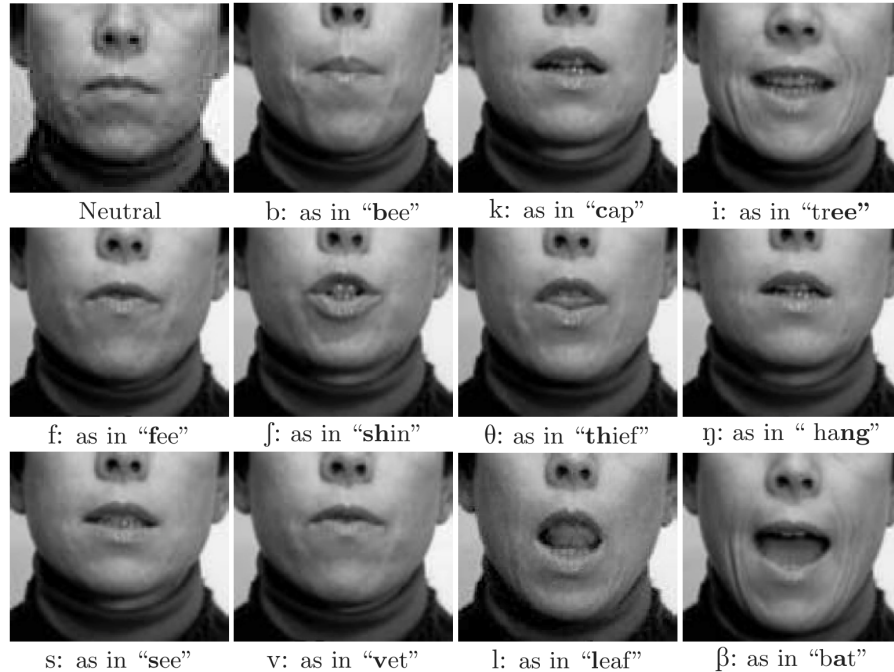 Neutral
b: as in “bee”
k: as in “cap”
i: as in “tree”
f: as in “fee”
ʃ: as in “shin”
θ: as in “thief”
ŋ: as in “ hang”
s: as in “see”
v: as in “vet”
l: as in “leaf”
β: as in “bat”